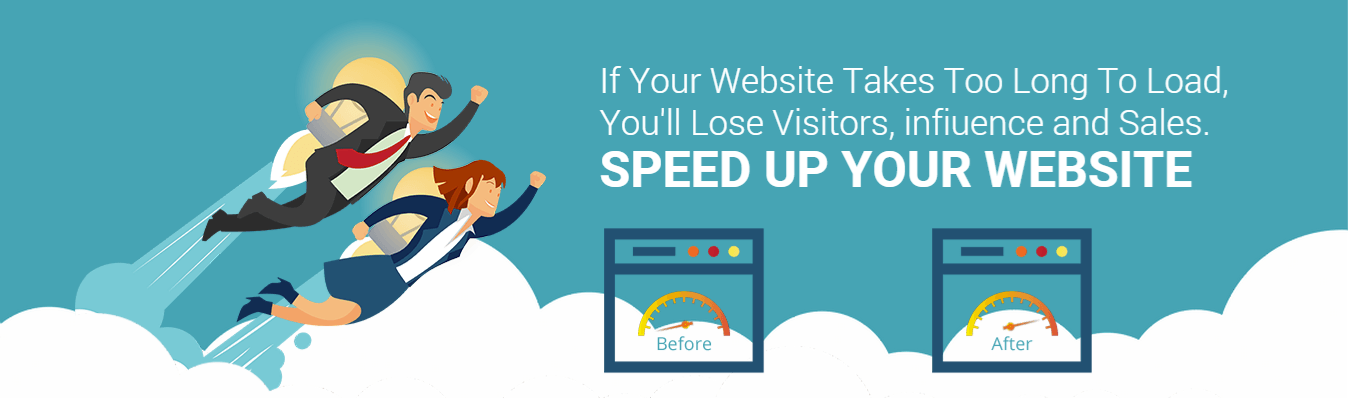 If Your Website Takes Too Long To Load,
You'll Lose Visitors, infiuence and Sales.
SPEED UP YOUR WEBSITE
Before
After